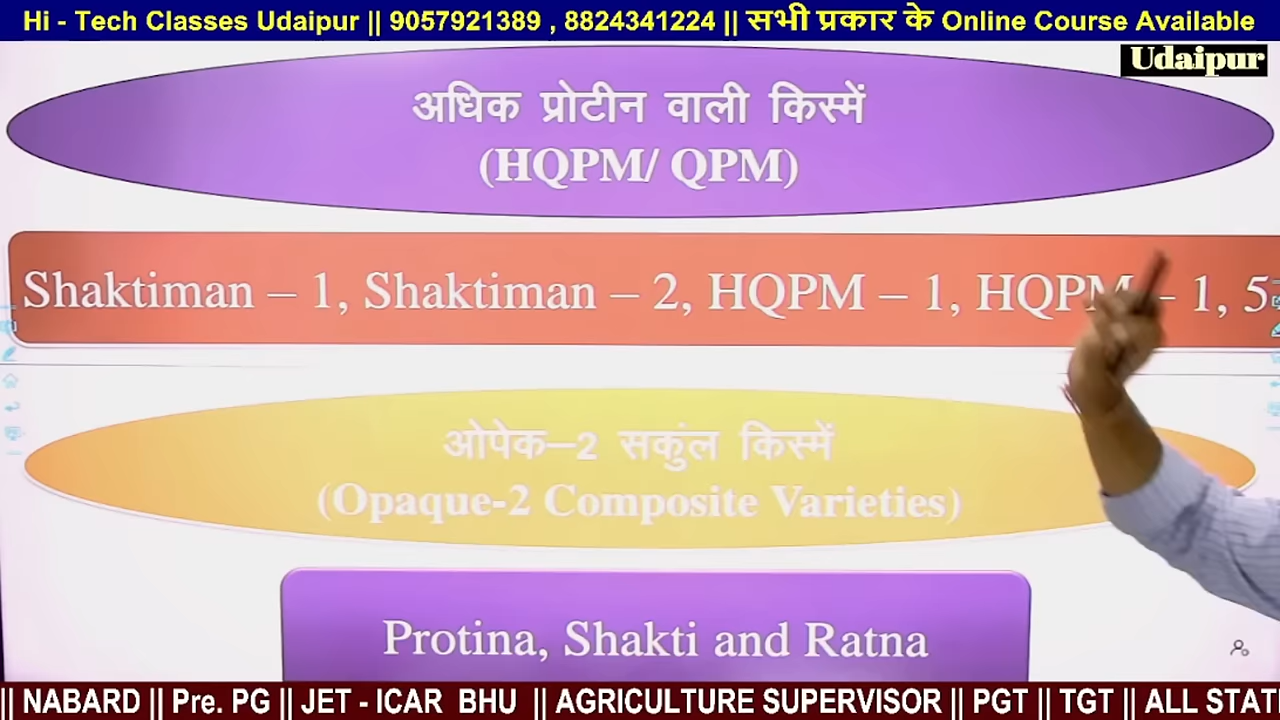 Hi - Tech Classes Udaipur || 9057921389 , 8824341224 || सभी प्रकार के Online Course Available
Udaipur
अधिक प्रोटीन वाली किस्में
(HQPM/ QPM)
Shaktiman – 1, Shaktiman – 2, HQPM – 1, HQPM – 1, 5
ओपेक–2 सकुंल किस्में
(Opaque-2 Composite Varieties)
Protina, Shakti and Ratna
|| NABARD || Pre. PG || JET - ICAR BHU || AGRICULTURE SUPERVISOR || PGT || TGT || ALL STAT